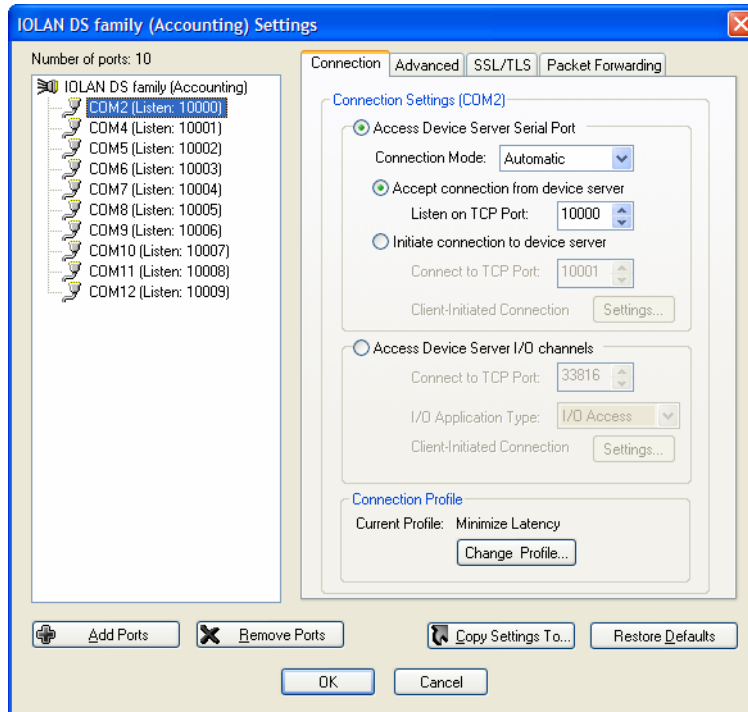 IOLAN DS family (Accounting) Settings
Number of ports: 10
IOLAN DS family (Accounting)
COM2 (Listen: 10000)
COM4 (Listen: 10001)
COM5 (Listen: 10002)
COM6 (Listen: 10003)
COM7 (Listen: 10004)
COM8 (Listen: 10005)
COM9 (Listen: 10006)
COM10 (Listen: 10007)
COM11 (Listen: 10008)
COM12 (Listen: 10009)
Add Ports
Remove Ports
Connection
Advanced
SSL/TLS
Packet Forwarding
Connection Settings (COM2)
Access Device Server Serial Port
Connection Mode: Automatic
Accept connection from device server
Listen on TCP Port: 10000
Initiate connection to device server
Connect to TCP Port: 10001
Client-Initiated Connection Settings...
Access Device Server I/O channels
Connect to TCP Port: 33816
I/O Application Type: I/O Access
Client-Initiated Connection Settings...
Connection Profile
Current Profile: Minimize Latency
Change Profile...
Copy Settings To...
Restore Defaults
OK
Cancel